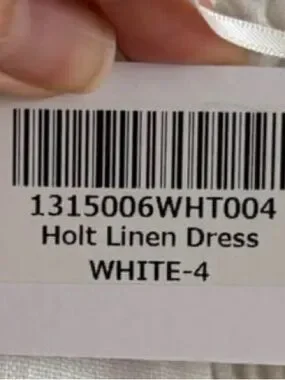 1315006WHT004
Holt Linen Dress
WHITE-4